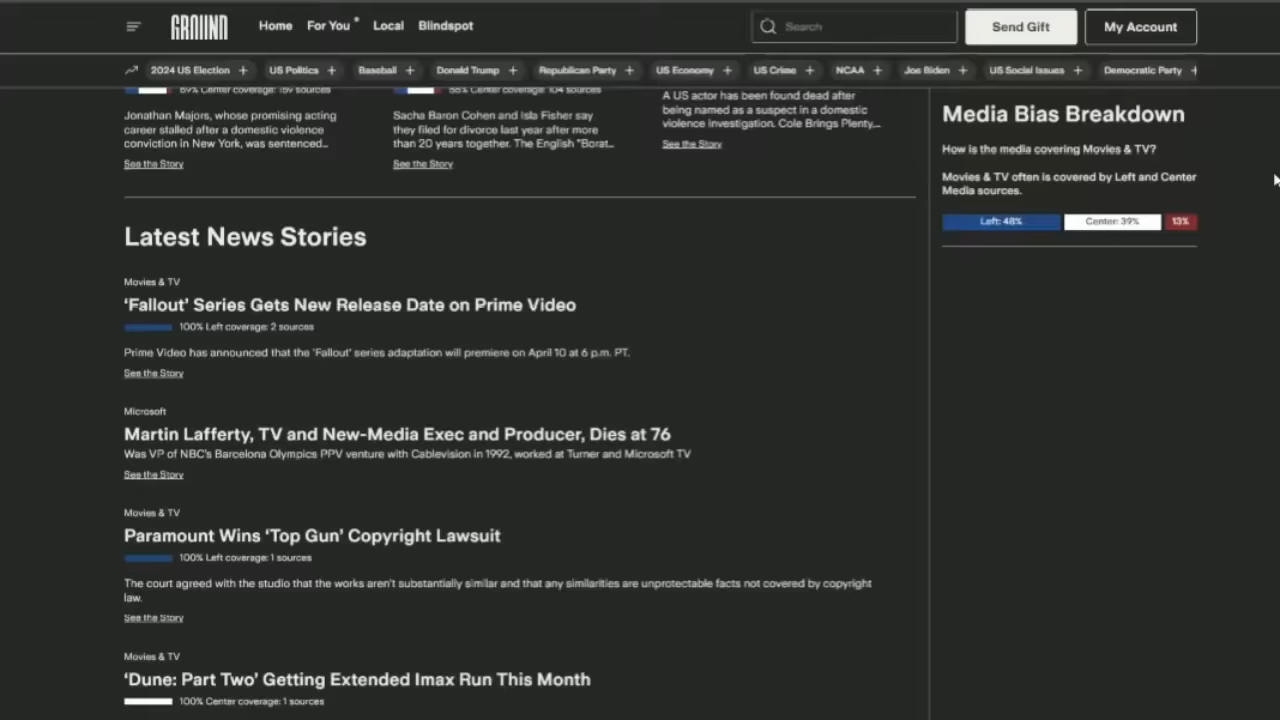 GROUND
Home
For You
Local
Blindspot
Search
Send Gift
My Account
2024 US Election +
US Politics +
Baseball +
Donald Trump +
Republican Party +
US Economy +
US Crime +
NCAA +
Joe Biden +
US Social Issues +
Democratic Party +
Center coverage: 159 sources
Jonathan Majors, whose promising acting
career stalled after a domestic violence
conviction in New York, was sentenced...
See the Story
Center coverage: 104 sources
Sacha Baron Cohen and Isla Fisher say
they filed for divorce last year after more
than 20 years together. The English "Borat...
See the Story
A US actor has been found dead after
being named as a suspect in a domestic
violence investigation. Cole Brings Plenty,...
See the Story
Media Bias Breakdown
How is the media covering Movies & TV?
Movies & TV often is covered by Left and Center
Media sources.
Left: 48%
Center: 39%
13%
Latest News Stories
Movies & TV
‘Fallout’ Series Gets New Release Date on Prime Video
100% Left coverage: 2 sources
Prime Video has announced that the 'Fallout' series adaptation will premiere on April 10 at 6 p.m. PT.
See the Story
Microsoft
Martin Lafferty, TV and New-Media Exec and Producer, Dies at 76
Was VP of NBC's Barcelona Olympics PPV venture with Cablevision in 1992, worked at Turner and Microsoft TV
See the Story
Movies & TV
Paramount Wins ‘Top Gun’ Copyright Lawsuit
100% Left coverage: 1 sources
The court agreed with the studio that the works aren't substantially similar and that any similarities are unprotectable facts not covered by copyright
law.
See the Story
Movies & TV
‘Dune: Part Two’ Getting Extended Imax Run This Month
100% Center coverage: 1 sources